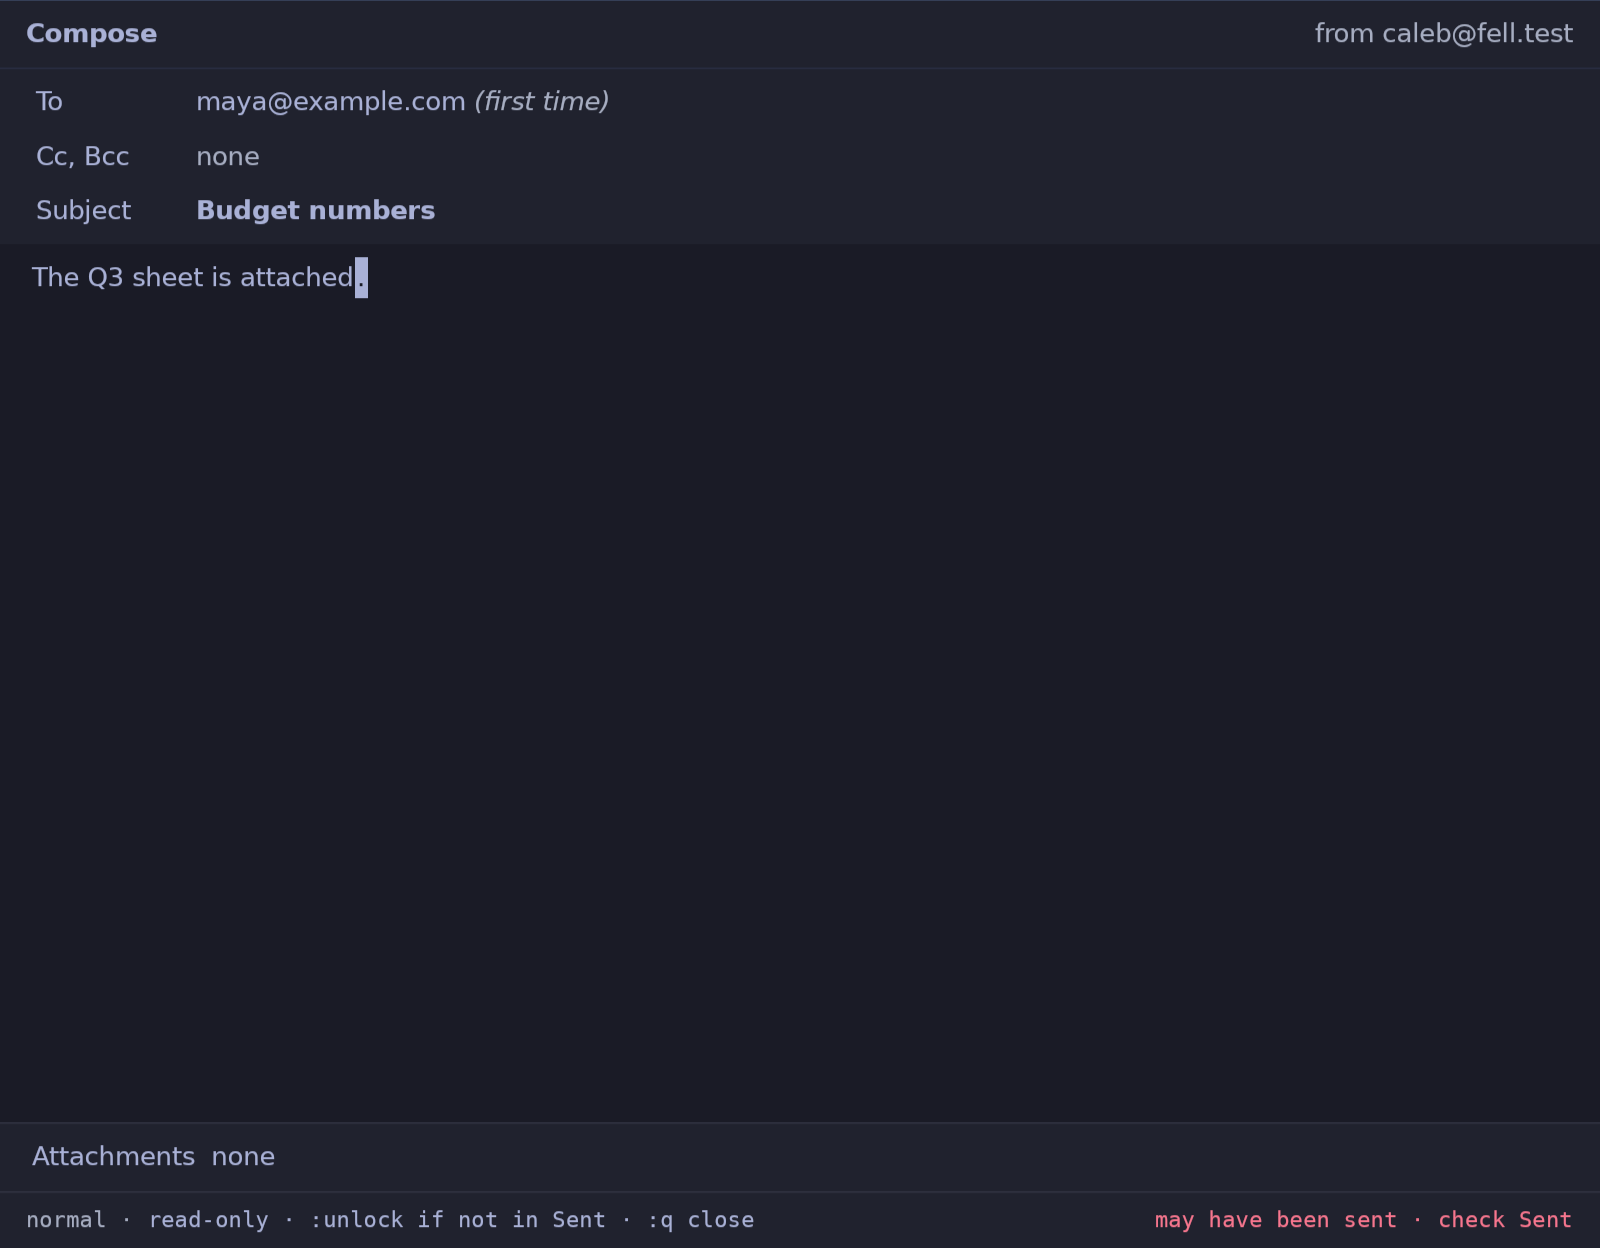 Compose from caleb@fell.test
To maya@example.com (first time)
Cc, Bcc none
Subject Budget numbers
The Q3 sheet is attached.
Attachments none
normal · read-only · :unlock if not in Sent · :q close may have been sent · check Sent